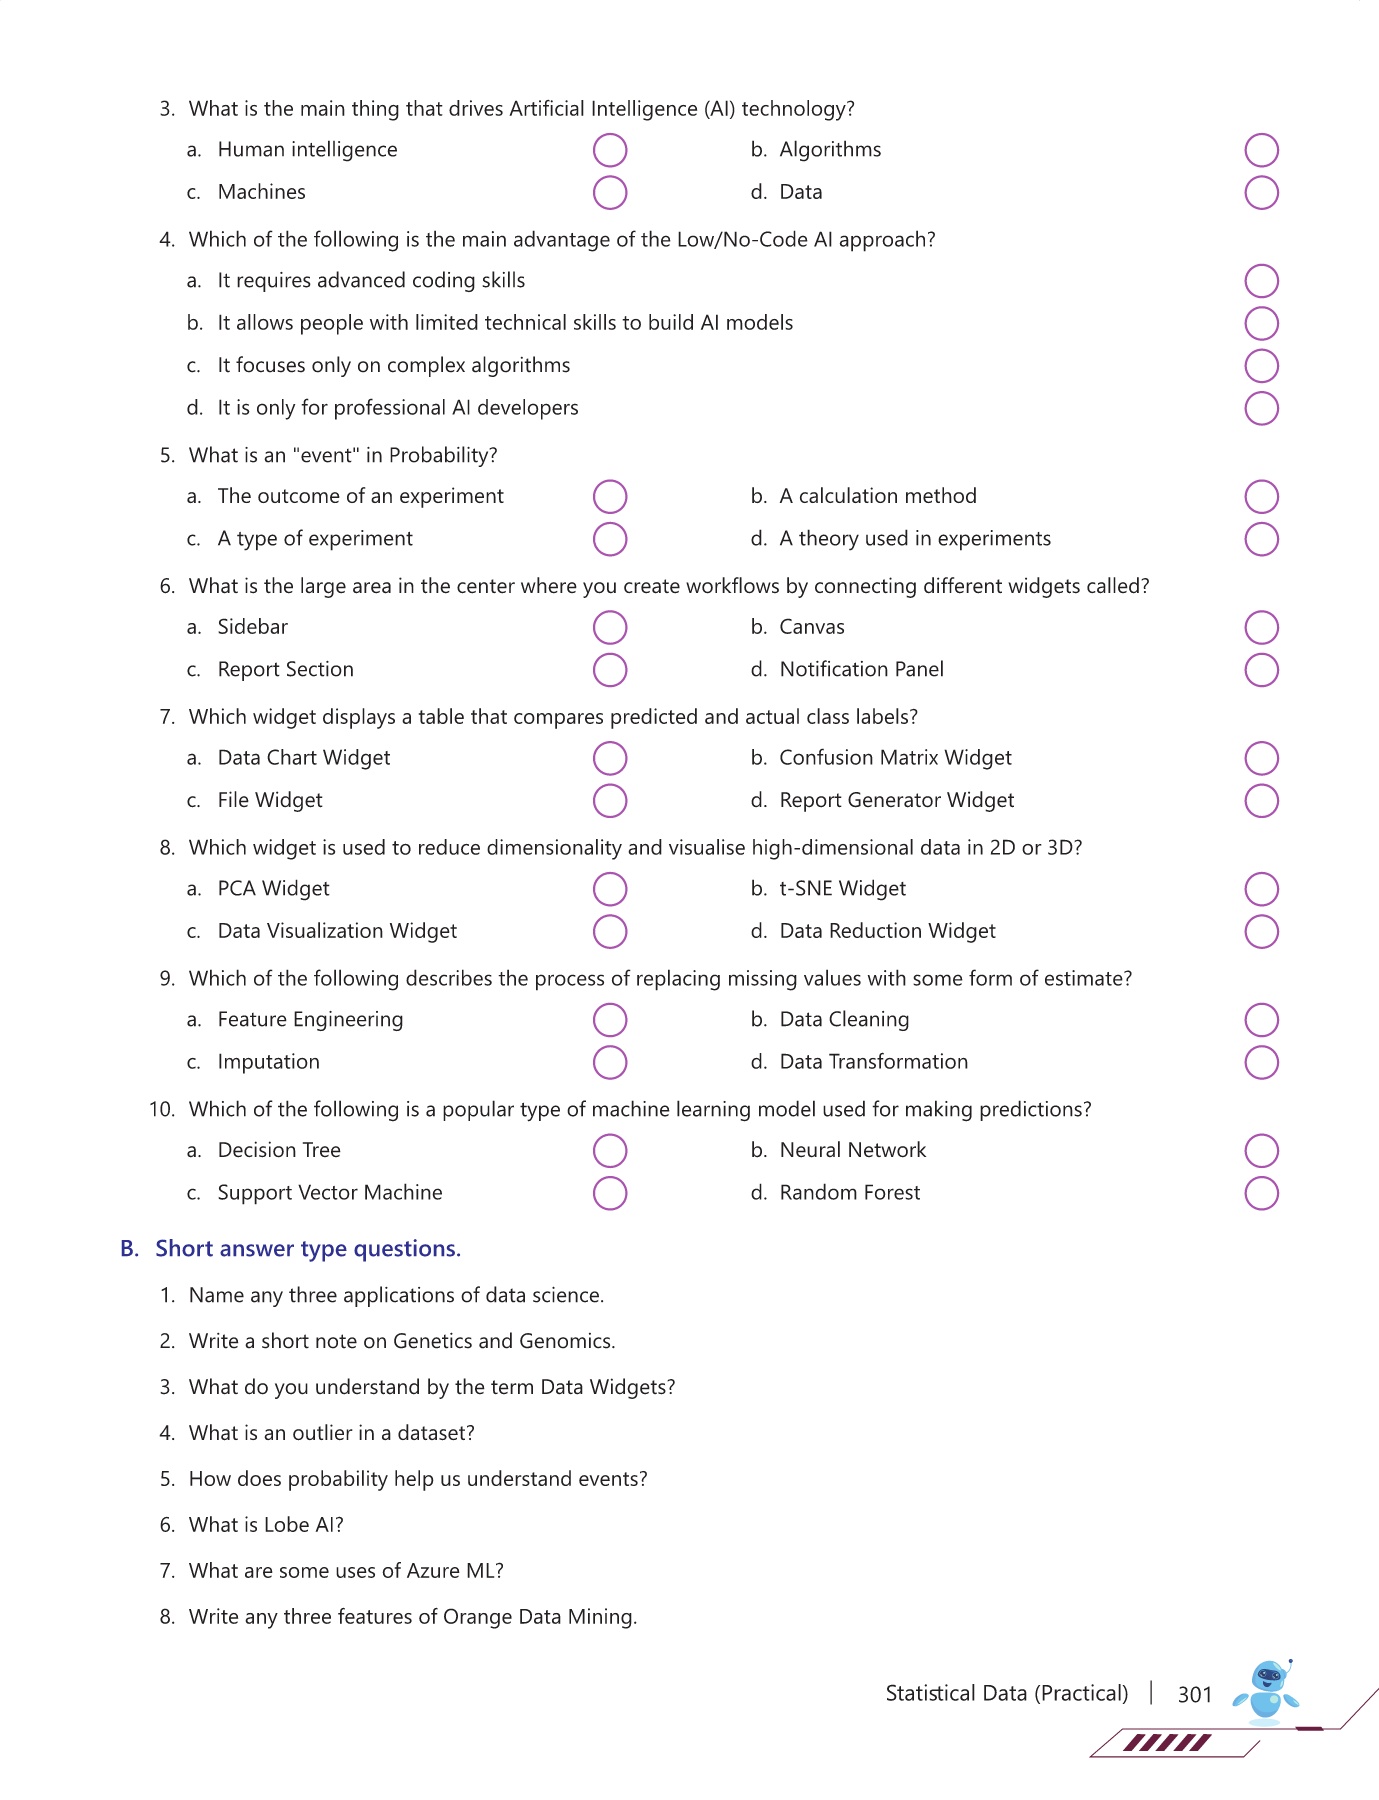 3. What is the main thing that drives Artificial Intelligence (AI) technology?
a. Human intelligence b. Algorithms
c. Machines d. Data
4. Which of the following is the main advantage of the Low/No-Code AI approach?
a. It requires advanced coding skills
b. It allows people with limited technical skills to build AI models
c. It focuses only on complex algorithms
d. It is only for professional AI developers
5. What is an "event" in Probability?
a. The outcome of an experiment b. A calculation method
c. A type of experiment d. A theory used in experiments
6. What is the large area in the center where you create workflows by connecting different widgets called?
a. Sidebar b. Canvas
c. Report Section d. Notification Panel
7. Which widget displays a table that compares predicted and actual class labels?
a. Data Chart Widget b. Confusion Matrix Widget
c. File Widget d. Report Generator Widget
8. Which widget is used to reduce dimensionality and visualise high-dimensional data in 2D or 3D?
a. PCA Widget b. t-SNE Widget
c. Data Visualization Widget d. Data Reduction Widget
9. Which of the following describes the process of replacing missing values with some form of estimate?
a. Feature Engineering b. Data Cleaning
c. Imputation d. Data Transformation
10. Which of the following is a popular type of machine learning model used for making predictions?
a. Decision Tree b. Neural Network
c. Support Vector Machine d. Random Forest
B. Short answer type questions.
1. Name any three applications of data science.
2. Write a short note on Genetics and Genomics.
3. What do you understand by the term Data Widgets?
4. What is an outlier in a dataset?
5. How does probability help us understand events?
6. What is Lobe AI?
7. What are some uses of Azure ML?
8. Write any three features of Orange Data Mining.
Statistical Data (Practical) | 301